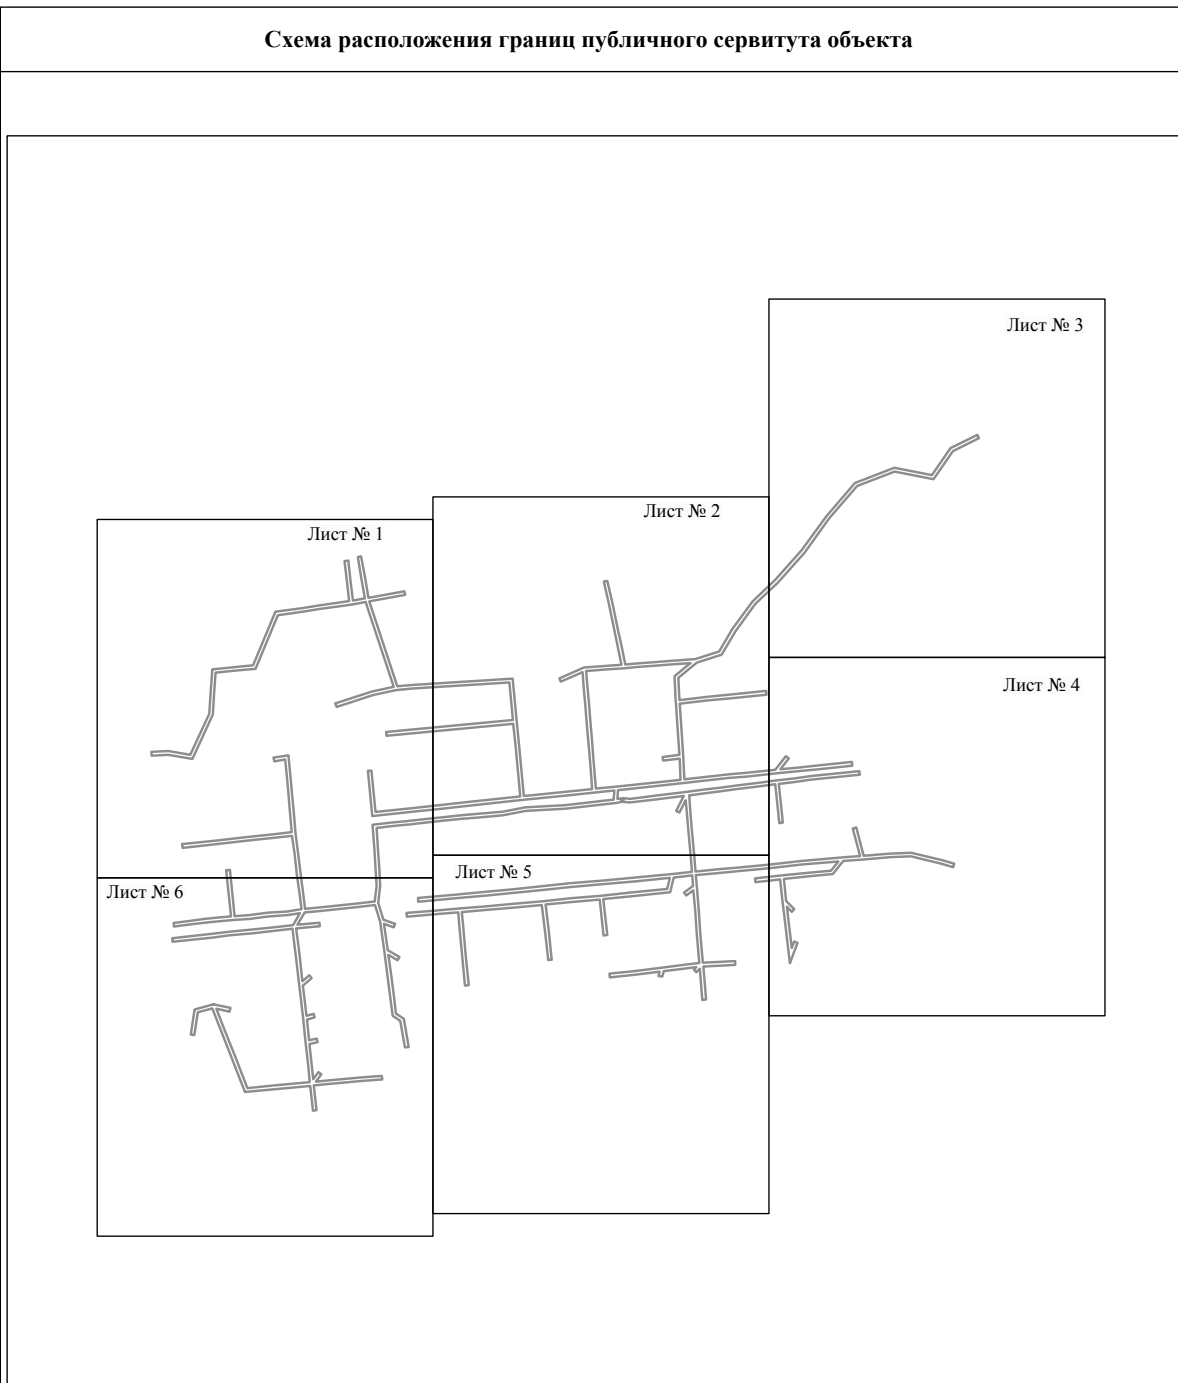 Схема расположения границ публичного сервитута объекта
Лист № 3
Лист № 2
Лист № 1
Лист № 4
Лист № 5
Лист № 6